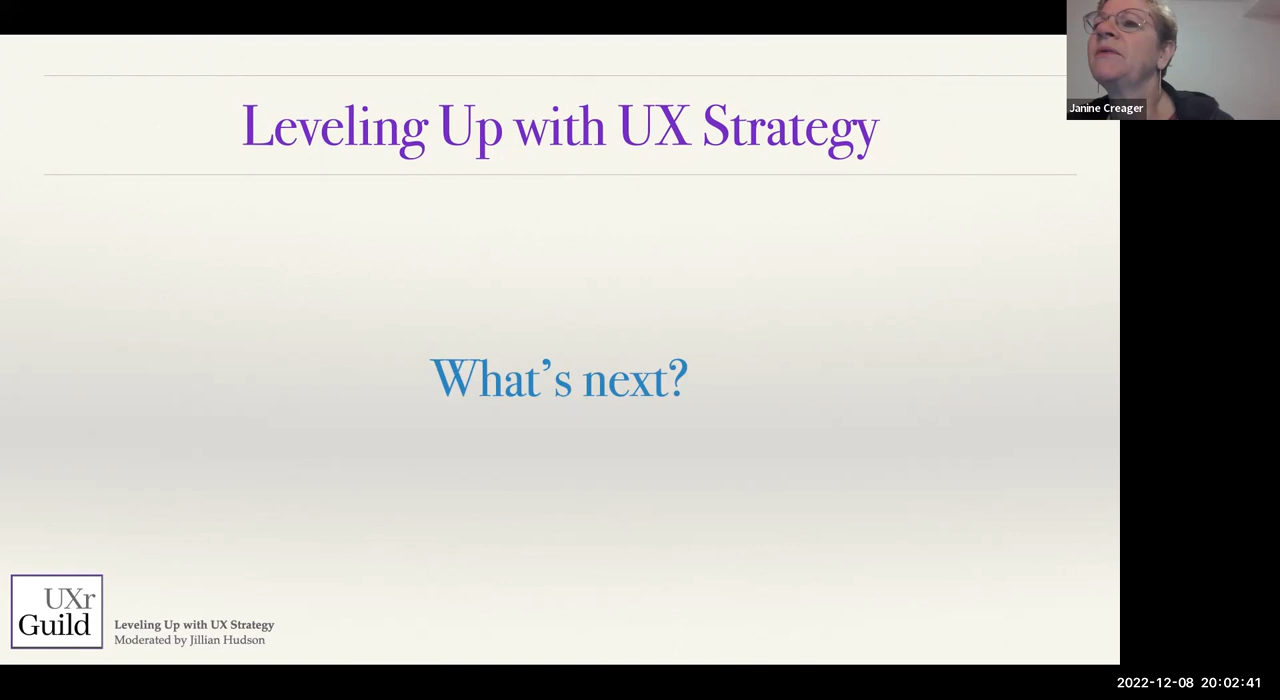 Janine Creager
Leveling Up with UX Strategy
What's next?
UXr
Guild
Leveling Up with UX Strategy
Moderated by Jillian Hudson
2022-12-08 20:02:41